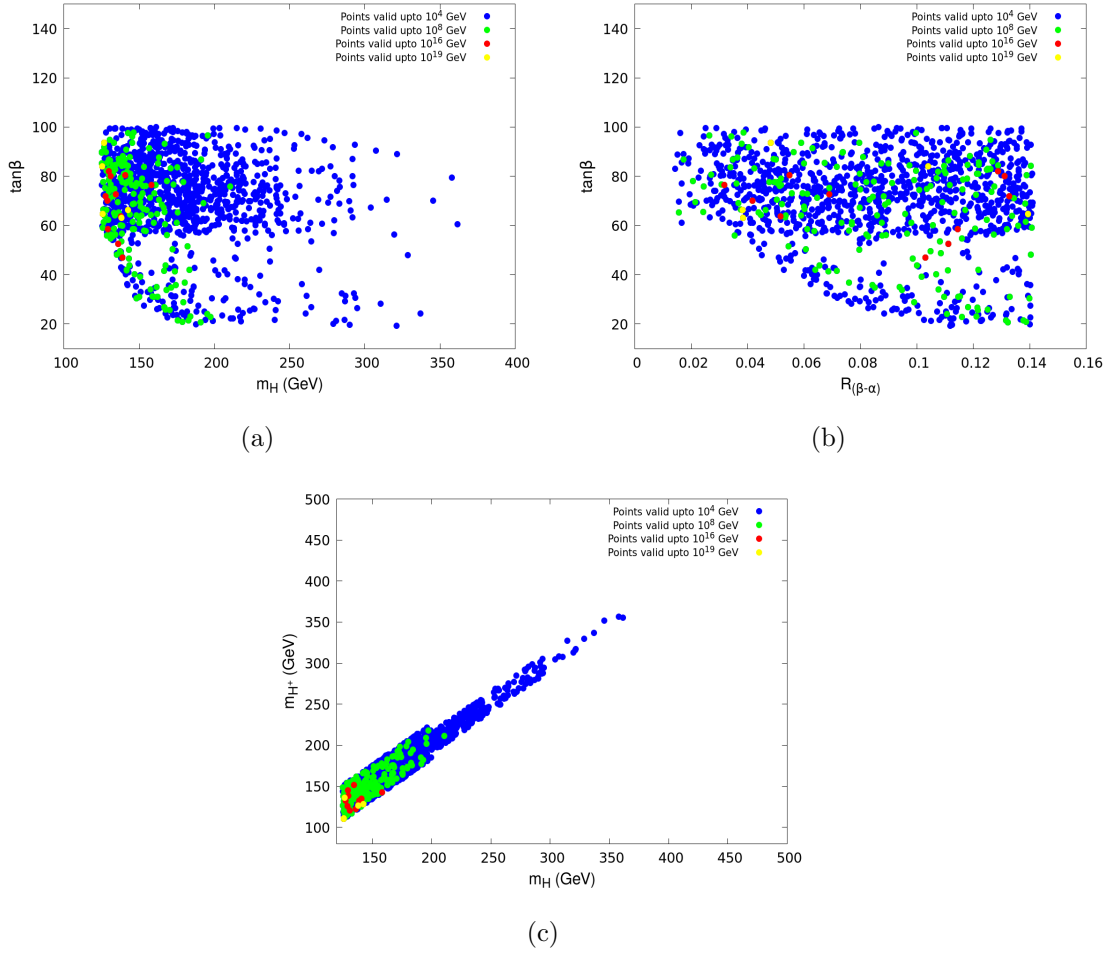 Points valid upto 10^4 GeV
Points valid upto 10^8 GeV
Points valid upto 10^16 GeV
Points valid upto 10^19 GeV
140
120
100
80
60
40
20
tanβ
100 150 200 250 300 350 400
m_H (GeV)
(a)
Points valid upto 10^4 GeV
Points valid upto 10^8 GeV
Points valid upto 10^16 GeV
Points valid upto 10^19 GeV
140
120
100
80
60
40
20
tanβ
0 0.02 0.04 0.06 0.08 0.1 0.12 0.14 0.16
R_(β-α)
(b)
Points valid upto 10^4 GeV
Points valid upto 10^8 GeV
Points valid upto 10^16 GeV
Points valid upto 10^19 GeV
500
450
400
350
300
250
200
150
100
m_H^+ (GeV)
150 200 250 300 350 400 450 500
m_H (GeV)
(c)